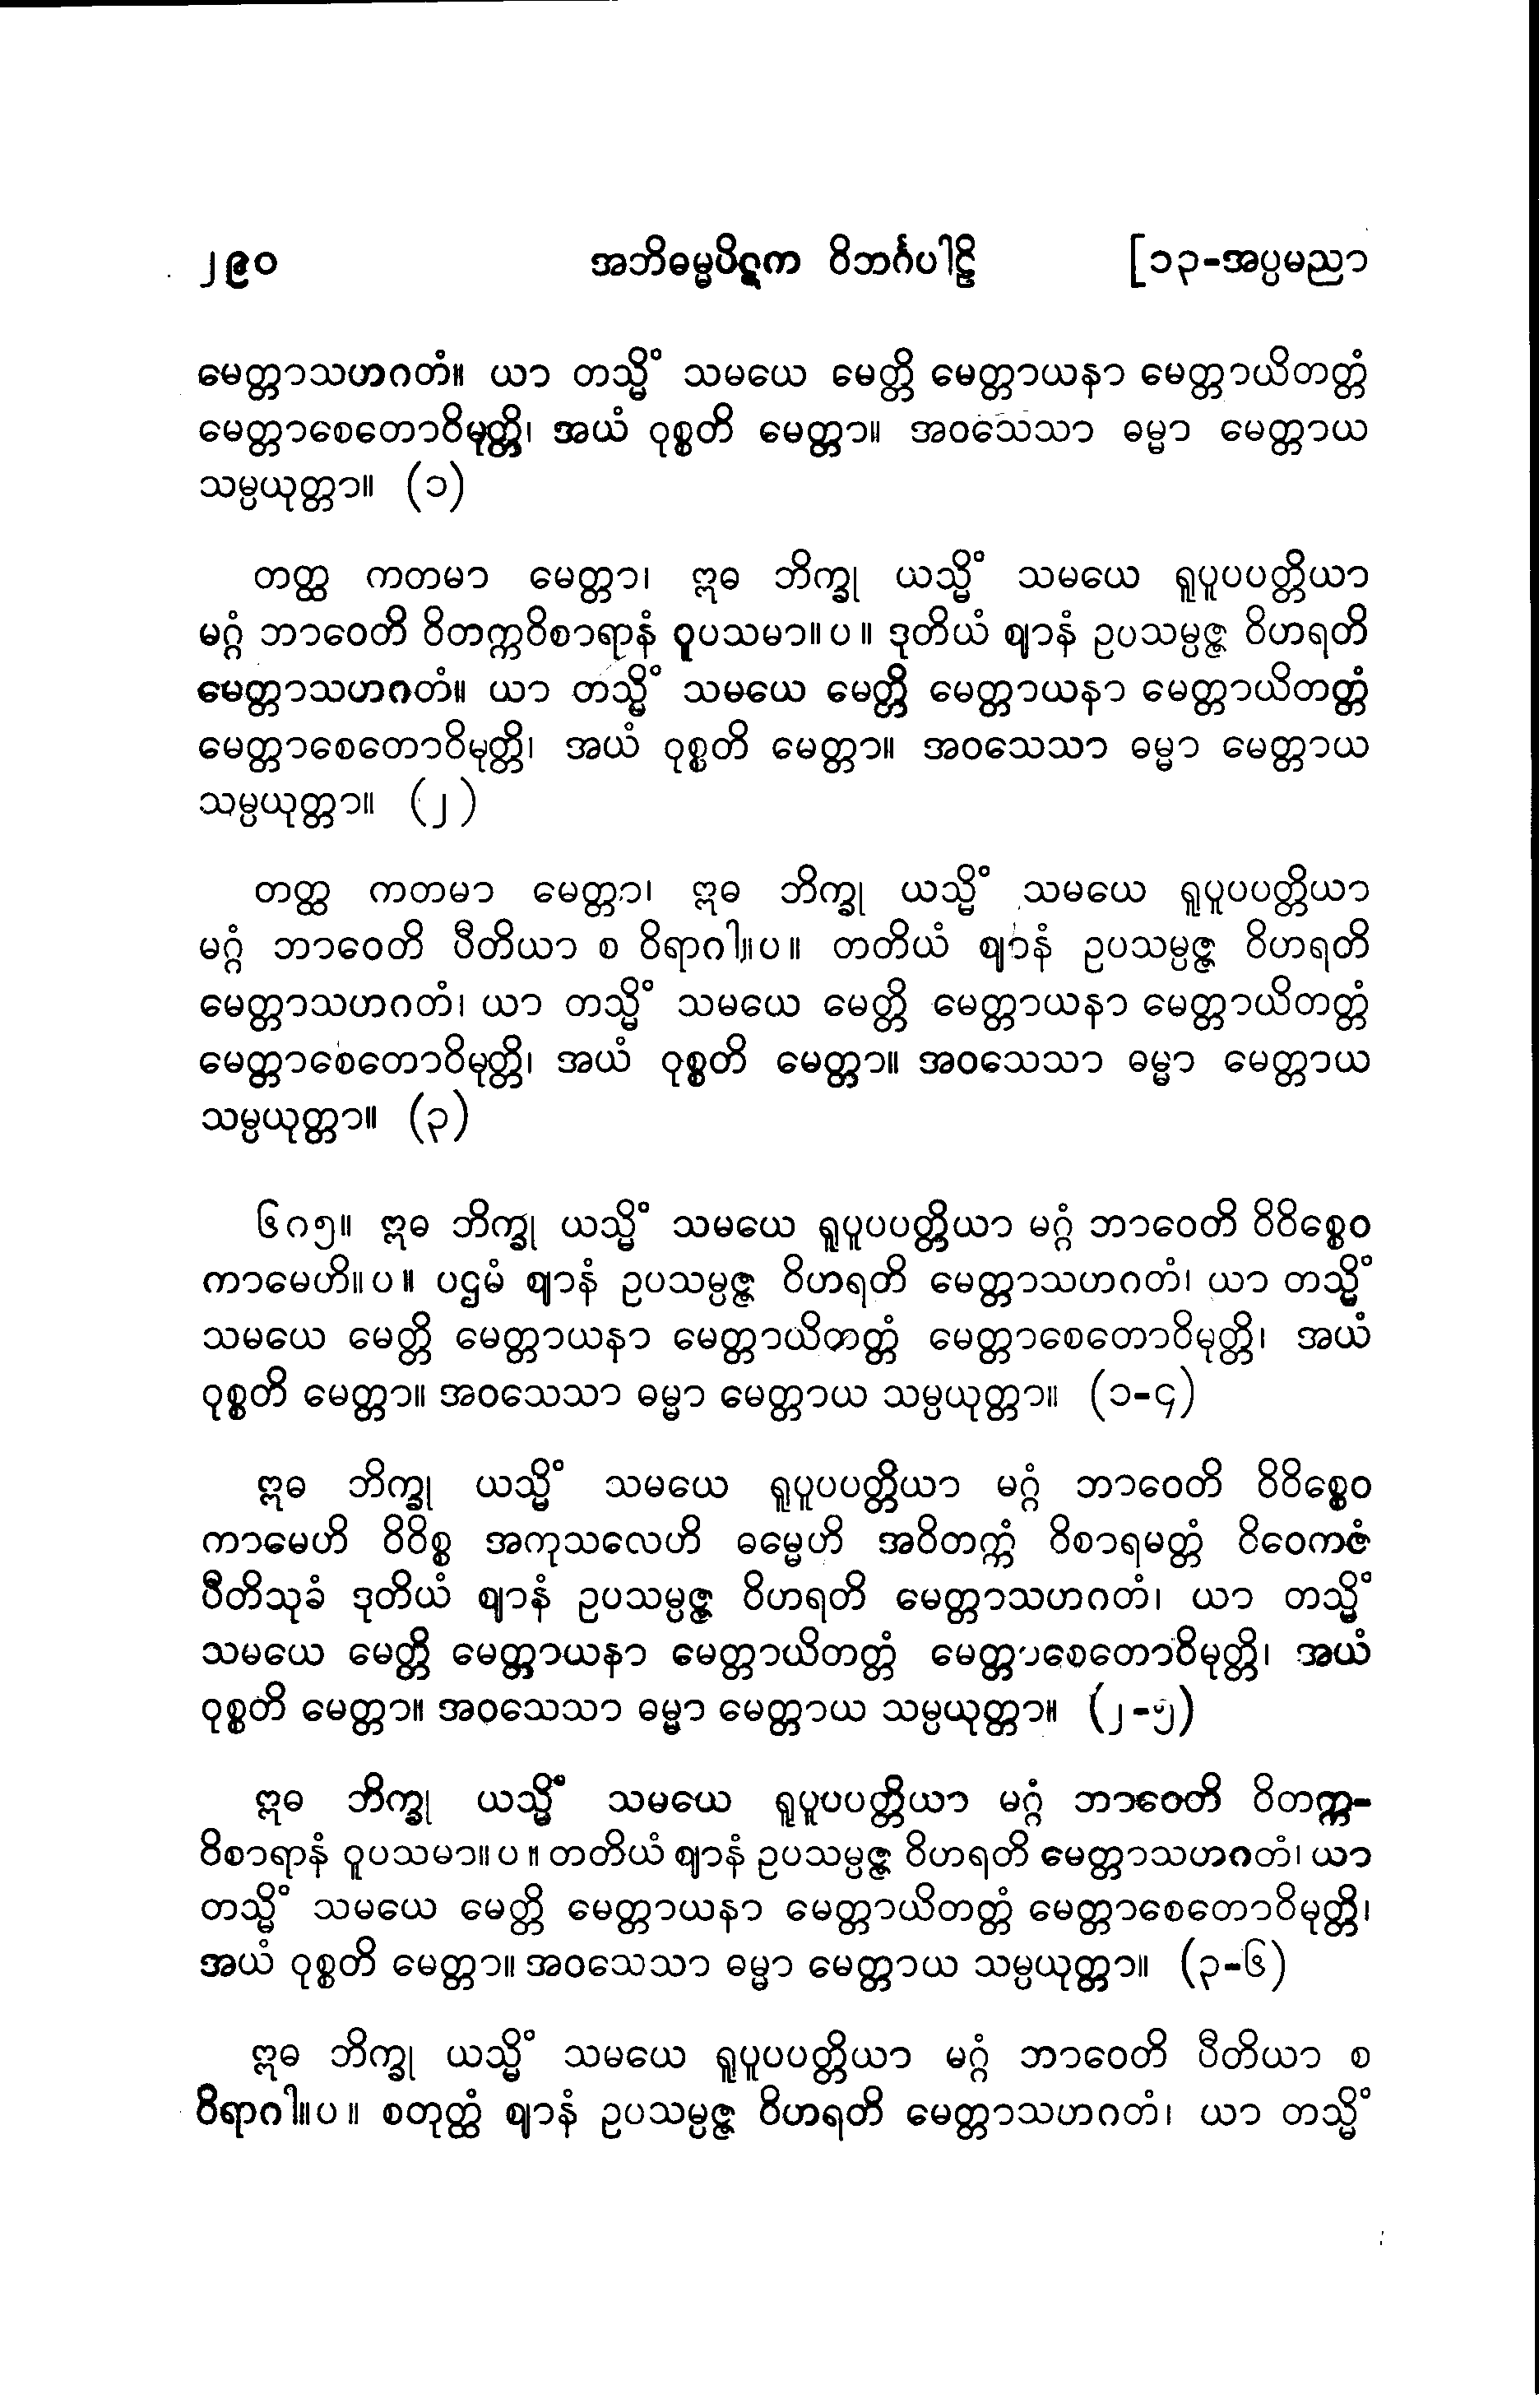 ၂၉၀ အဘိဓမ္မပိဋက ဝိဘင်္ဂပါဠိ [၁၃-အပ္ပမညာ
မေတ္တာသဟဂတံ။ ယာ တသ္မိံ သမယေ မေတ္တိ မေတ္တာယနာ မေတ္တာယိတတ္တံ
မေတ္တာစေတောဝိမုတ္တိ၊ အယံ ဝုစ္စတိ မေတ္တာ။ အဝသေသာ ဓမ္မာ မေတ္တာယ
သမ္ပယုတ္တာ။ (၁)
တတ္ထ ကတမာ မေတ္တာ၊ ဣဓ ဘိက္ခု ယသ္မိံ သမယေ ရူပူပပတ္တိယာ
မဂ္ဂံ ဘာဝေတိ ဝိတက္ကဝိစာရာနံ ဝူပသမာ။ပ။ ဒုတိယံ ဈာနံ ဥပသမ္ပဇ္ဇ ဝိဟရတိ
မေတ္တာသဟဂတံ။ ယာ တသ္မိံ သမယေ မေတ္တိ မေတ္တာယနာ မေတ္တာယိတတ္တံ
မေတ္တာစေတောဝိမုတ္တိ၊ အယံ ဝုစ္စတိ မေတ္တာ။ အဝသေသာ ဓမ္မာ မေတ္တာယ
သမ္ပယုတ္တာ။ (၂)
တတ္ထ ကတမာ မေတ္တာ၊ ဣဓ ဘိက္ခု ယသ္မိံ သမယေ ရူပူပပတ္တိယာ
မဂ္ဂံ ဘာဝေတိ ပီတိယာ စ ဝိရာဂါ။ပ။ တတိယံ ဈာနံ ဥပသမ္ပဇ္ဇ ဝိဟရတိ
မေတ္တာသဟဂတံ၊ ယာ တသ္မိံ သမယေ မေတ္တိ မေတ္တာယနာ မေတ္တာယိတတ္တံ
မေတ္တာစေတောဝိမုတ္တိ၊ အယံ ဝုစ္စတိ မေတ္တာ။ အဝသေသာ ဓမ္မာ မေတ္တာယ
သမ္ပယုတ္တာ။ (၃)
၆၈၅။ ဣဓ ဘိက္ခု ယသ္မိံ သမယေ ရူပူပပတ္တိယာ မဂ္ဂံ ဘာဝေတိ ဝိဝိစ္စေဝ
ကာမေဟိ။ပ။ ပဌမံ ဈာနံ ဥပသမ္ပဇ္ဇ ဝိဟရတိ မေတ္တာသဟဂတံ၊ ယာ တသ္မိံ
သမယေ မေတ္တိ မေတ္တာယနာ မေတ္တာယိတတ္တံ မေတ္တာစေတောဝိမုတ္တိ၊ အယံ
ဝုစ္စတိ မေတ္တာ။ အဝသေသာ ဓမ္မာ မေတ္တာယ သမ္ပယုတ္တာ။ (၁-၄)
ဣဓ ဘိက္ခု ယသ္မိံ သမယေ ရူပူပပတ္တိယာ မဂ္ဂံ ဘာဝေတိ ဝိဝိစ္စေဝ
ကာမေဟိ ဝိဝိစ္စ အကုသလေဟိ ဓမ္မေဟိ အဝိတက္ကံ ဝိစာရမတ္တံ ဝိဝေကဇံ
ပီတိသုခံ ဒုတိယံ ဈာနံ ဥပသမ္ပဇ္ဇ ဝိဟရတိ မေတ္တာသဟဂတံ၊ ယာ တသ္မိံ
သမယေ မေတ္တိ မေတ္တာယနာ မေတ္တာယိတတ္တံ မေတ္တာစေတောဝိမုတ္တိ၊ အယံ
ဝုစ္စတိ မေတ္တာ။ အဝသေသာ ဓမ္မာ မေတ္တာယ သမ္ပယုတ္တာ။ (၂-၅)
ဣဓ ဘိက္ခု ယသ္မိံ သမယေ ရူပူပပတ္တိယာ မဂ္ဂံ ဘာဝေတိ ဝိတက္က-
ဝိစာရာနံ ဝူပသမာ။ပ။ တတိယံ ဈာနံ ဥပသမ္ပဇ္ဇ ဝိဟရတိ မေတ္တာသဟဂတံ၊ ယာ
တသ္မိံ သမယေ မေတ္တိ မေတ္တာယနာ မေတ္တာယိတတ္တံ မေတ္တာစေတောဝိမုတ္တိ၊
အယံ ဝုစ္စတိ မေတ္တာ။ အဝသေသာ ဓမ္မာ မေတ္တာယ သမ္ပယုတ္တာ။ (၃-၆)
ဣဓ ဘိက္ခု ယသ္မိံ သမယေ ရူပူပပတ္တိယာ မဂ္ဂံ ဘာဝေတိ ပီတိယာ စ
ဝိရာဂါ။ပ။ စတုတ္ထံ ဈာနံ ဥပသမ္ပဇ္ဇ ဝိဟရတိ မေတ္တာသဟဂတံ၊ ယာ တသ္မိံ